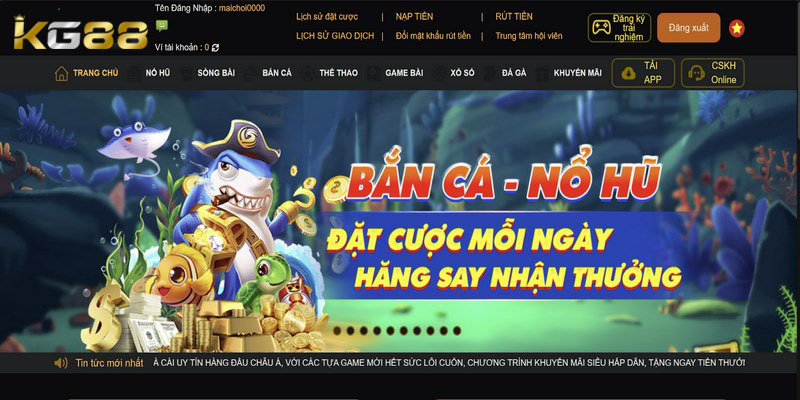 KG88
Tên Đăng Nhập : maichoi0000
Ví tài khoản : 0
Lịch sử đặt cược | NẠP TIỀN | RÚT TIỀN
LỊCH SỬ GIAO DỊCH | Đổi mật khẩu rút tiền | Trung tâm hội viên
Đăng ký trải nghiệm
Đăng xuất
TRANG CHỦ NỔ HŨ SÒNG BÀI BẮN CÁ THỂ THAO GAME BÀI XỔ SỐ ĐÁ GÀ KHUYẾN MÃI
TẢI APP
CSKH Online
BẮN CÁ - NỔ HŨ
ĐẶT CƯỢC MỖI NGÀY
HĂNG SAY NHẬN THƯỞNG
Tin tức mới nhất
À CÁI UY TÍN HÀNG ĐẦU CHÂU Á, VỚI CÁC TỰA GAME MỚI HẾT SỨC LÔI CUỐN, CHƯƠNG TRÌNH KHUYẾN MÃI SIÊU HẤP DẪN, TẶNG NGAY TIỀN THƯỞI